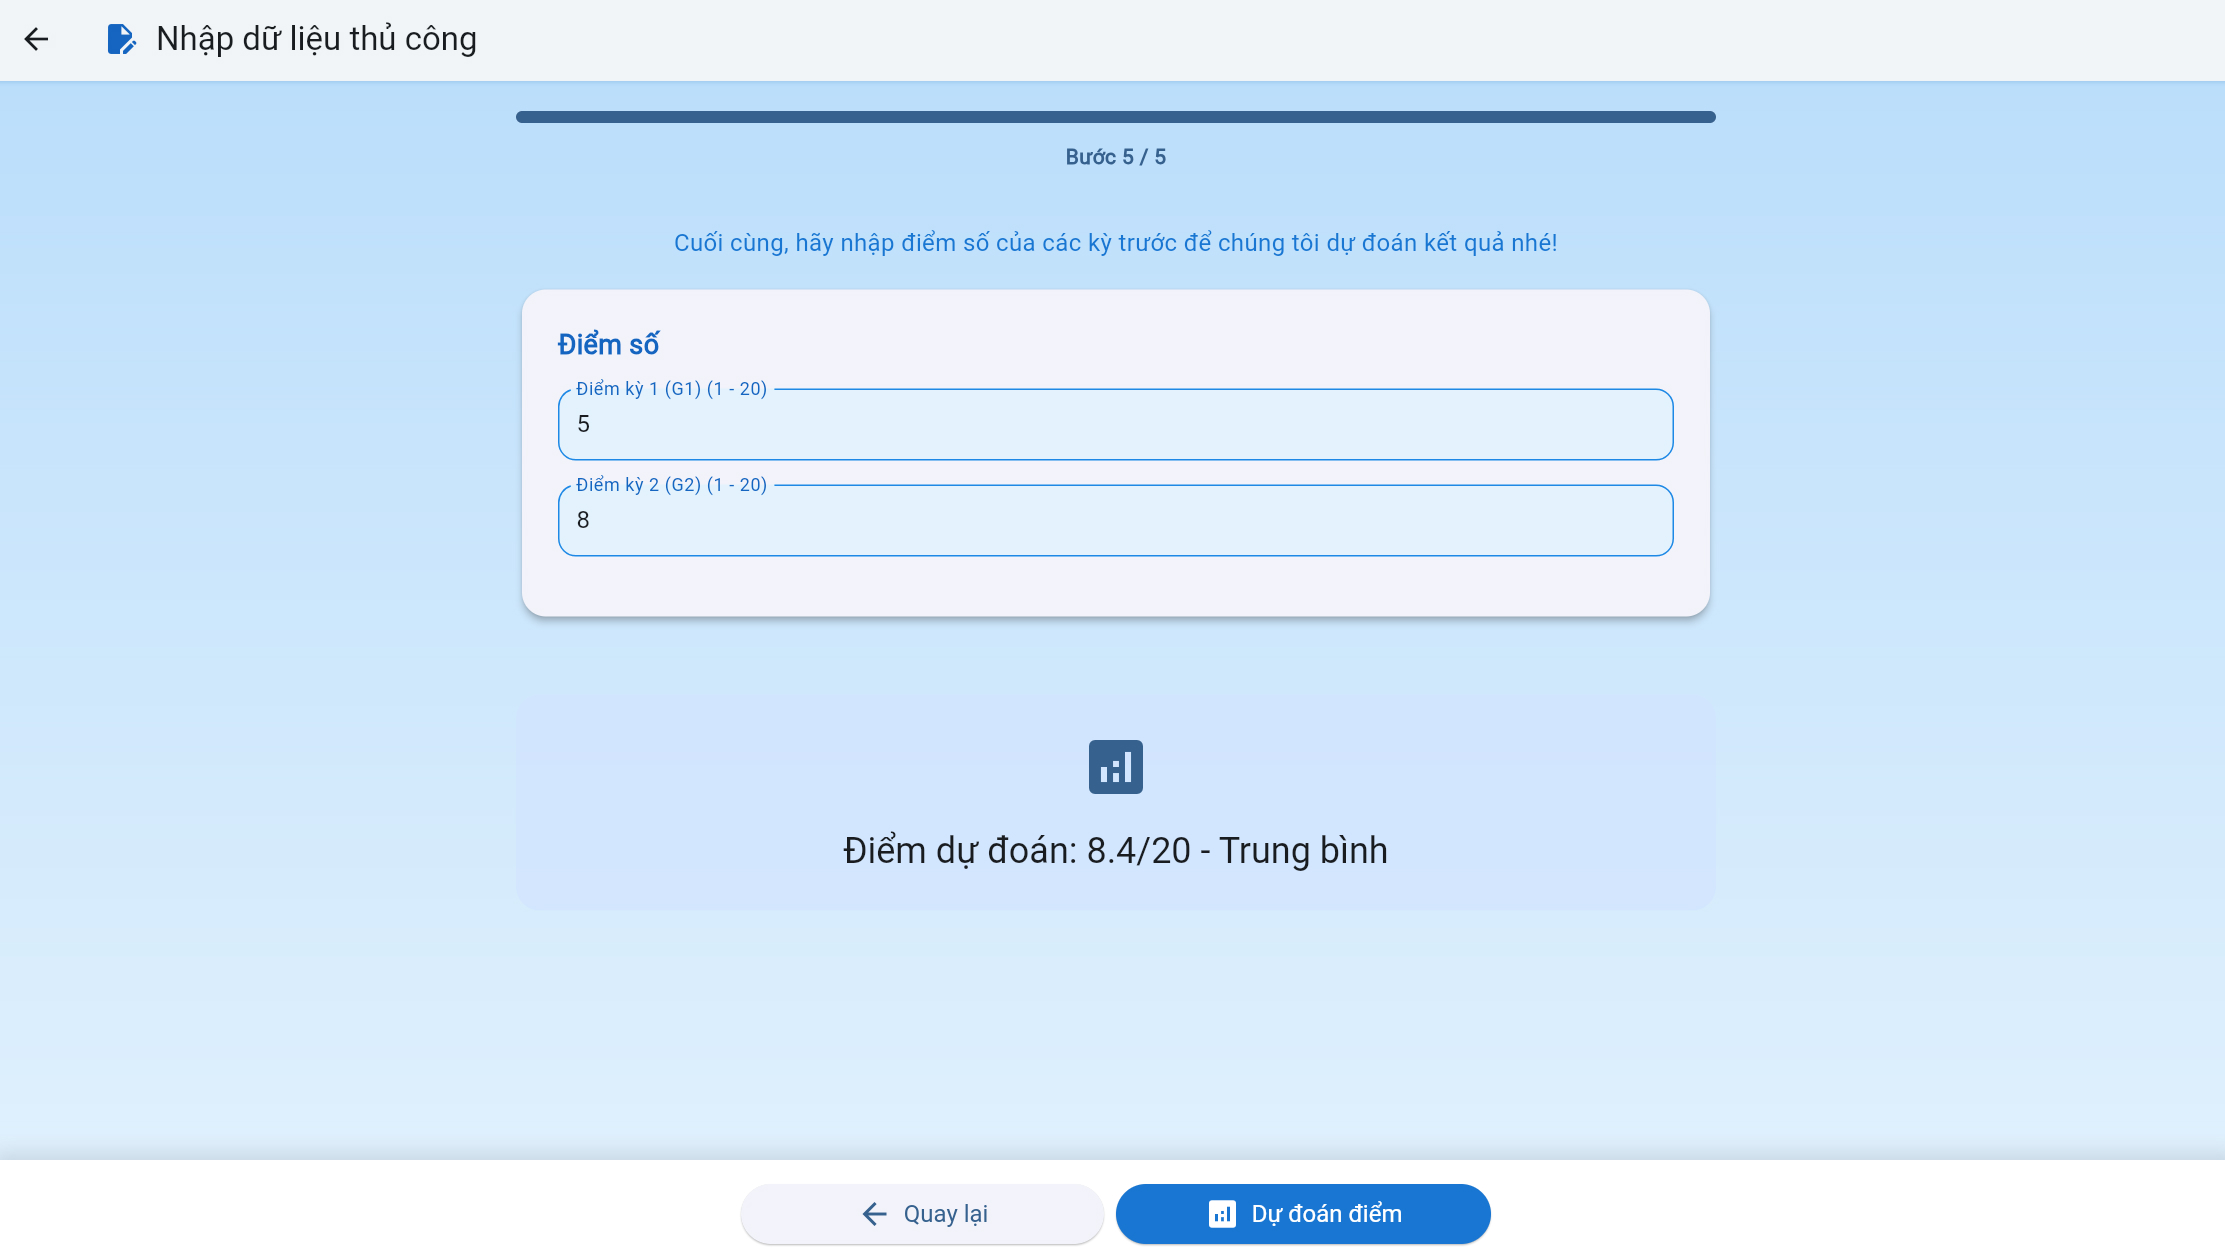 Nhập dữ liệu thủ công
Bước 5 / 5
Cuối cùng, hãy nhập điểm số của các kỳ trước để chúng tôi dự đoán kết quả nhé!
Điểm số
Điểm kỳ 1 (G1) (1 - 20)
5
Điểm kỳ 2 (G2) (1 - 20)
8
Điểm dự đoán: 8.4/20 - Trung bình
Quay lại
Dự đoán điểm